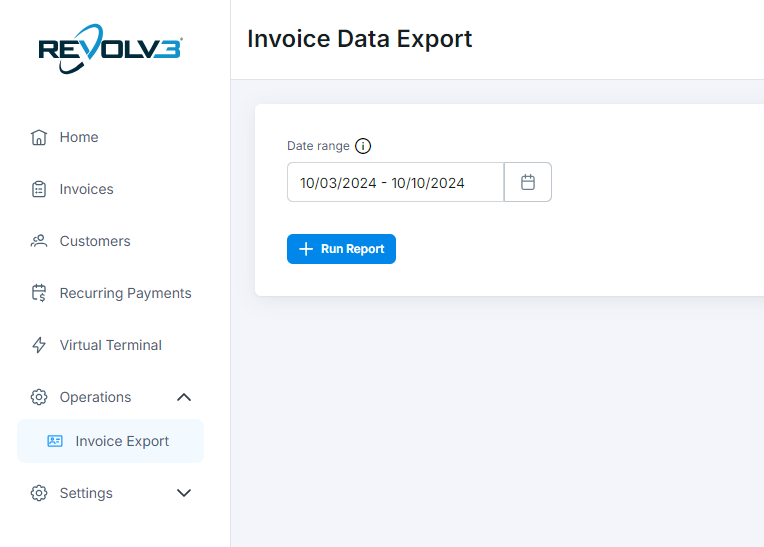 REVOLV3
Invoice Data Export
Home
Invoices
Customers
Recurring Payments
Virtual Terminal
Operations
Invoice Export
Settings
Date range
10/03/2024 - 10/10/2024
Run Report